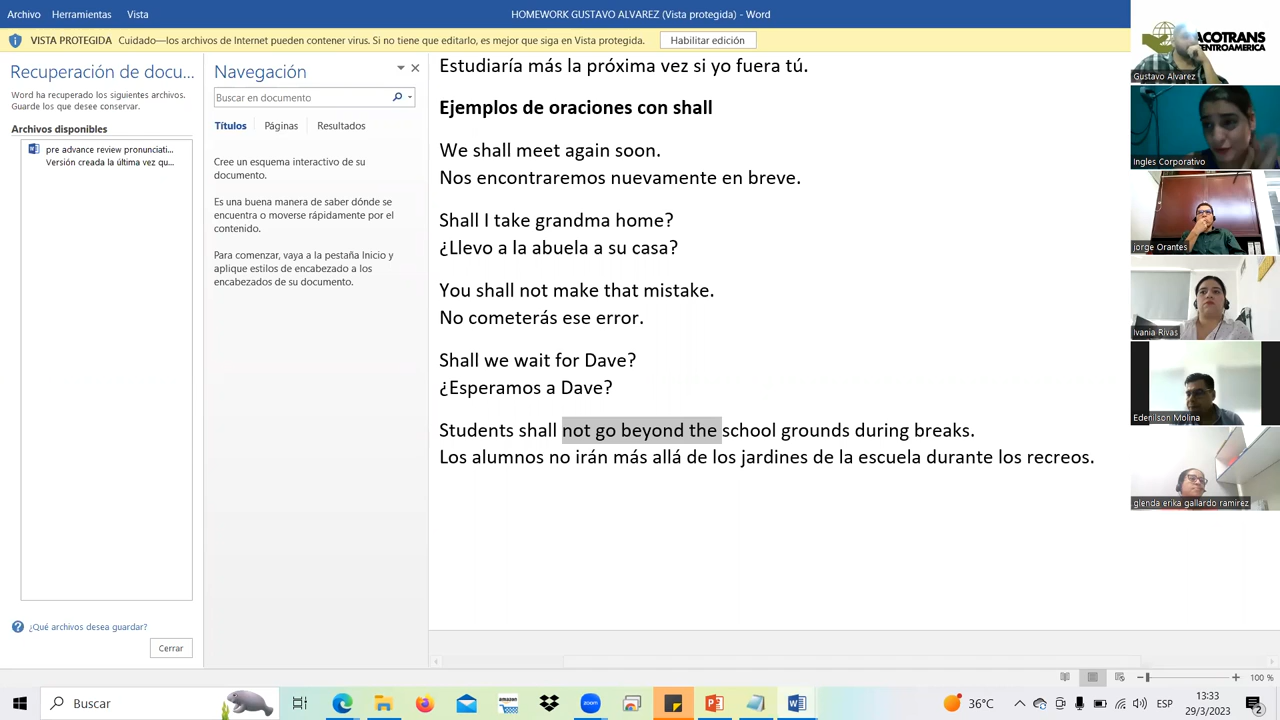 Archivo Herramientas Vista
HOMEWORK GUSTAVO ALVAREZ (Vista protegida) - Word
VISTA PROTEGIDA Cuidado—los archivos de Internet pueden contener virus. Si no tiene que editarlo, es mejor que siga en Vista protegida. Habilitar edición
Recuperación de docu...
Word ha recuperado los siguientes archivos.
Guarde los que desee conservar.
Archivos disponibles
pre advance review pronunciati...
Versión creada la última vez qu...
¿Qué archivos desea guardar?
Cerrar
Navegación
Buscar en documento
Títulos Páginas Resultados
Cree un esquema interactivo de su
documento.
Es una buena manera de saber dónde se
encuentra o moverse rápidamente por el
contenido.
Para comenzar, vaya a la pestaña Inicio y
aplique estilos de encabezado a los
encabezados de su documento.
Estudiaría más la próxima vez si yo fuera tú.
Ejemplos de oraciones con shall
We shall meet again soon.
Nos encontraremos nuevamente en breve.
Shall I take grandma home?
¿Llevo a la abuela a su casa?
You shall not make that mistake.
No cometerás ese error.
Shall we wait for Dave?
¿Esperamos a Dave?
Students shall not go beyond the school grounds during breaks.
Los alumnos no irán más allá de los jardines de la escuela durante los recreos.
Gustavo Alvarez
Ingles Corporativo
jorge Orantes
Ivania Rivas
Edenilson Molina
glenda erika gallardo ramirez
100 %
Buscar
amazon
zoom
36°C
ESP
13:33
29/3/2023
2